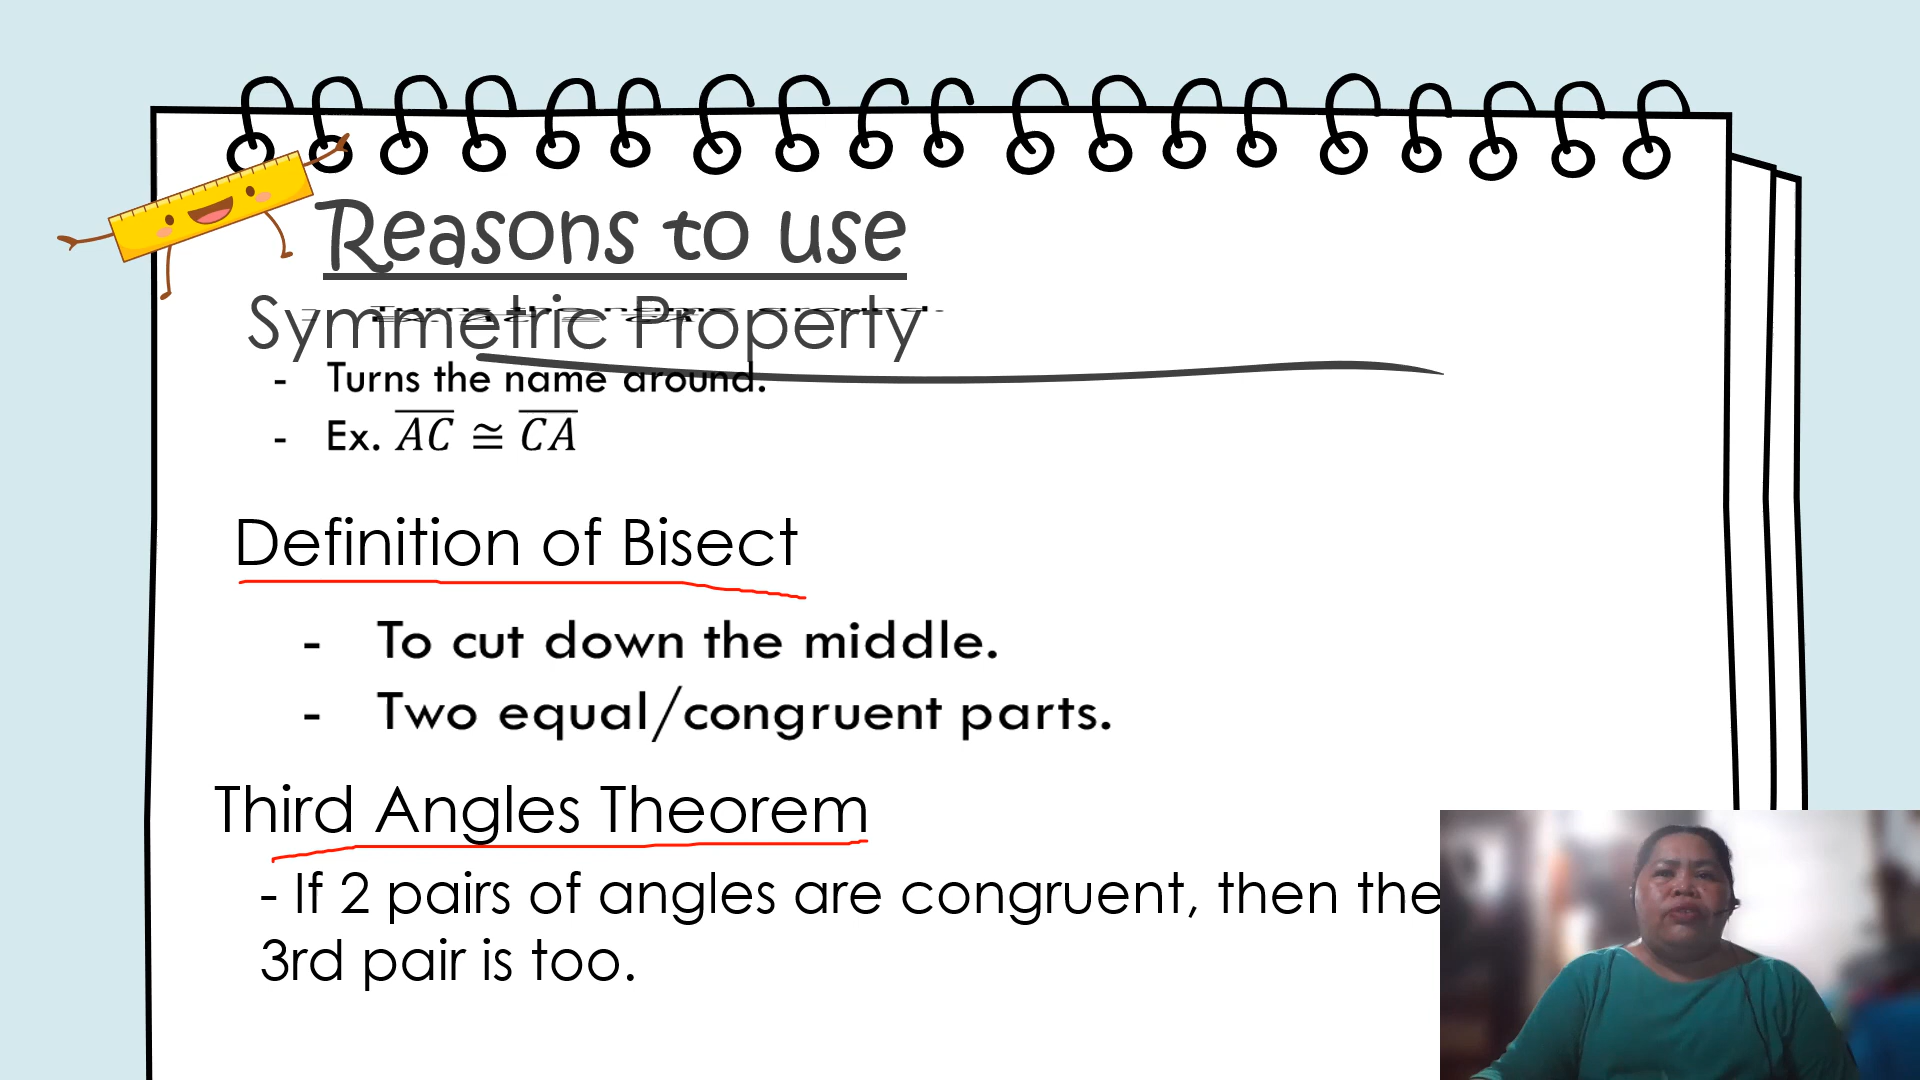 Reasons to use
Symmetric Property
- Turns the name around.
- Ex. \overline{AC} ≅ \overline{CA}
Definition of Bisect
- To cut down the middle.
- Two equal/congruent parts.
Third Angles Theorem
- If 2 pairs of angles are congruent, then the
3rd pair is too.